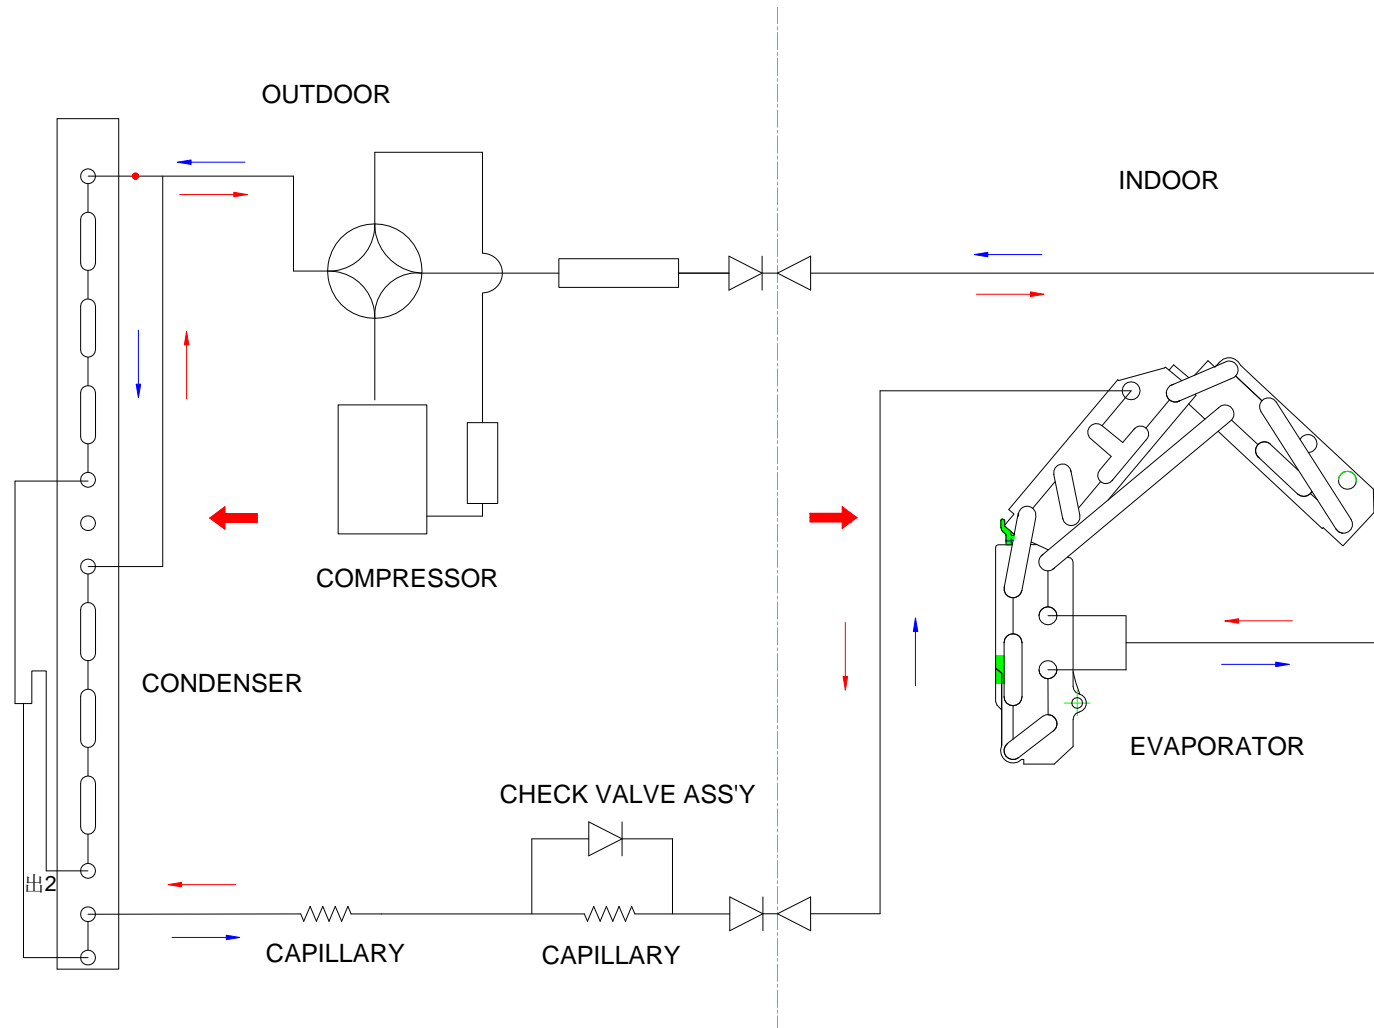 OUTDOOR
INDOOR
COMPRESSOR
CONDENSER
EVAPORATOR
CHECK VALVE ASS'Y
出2
CAPILLARY
CAPILLARY